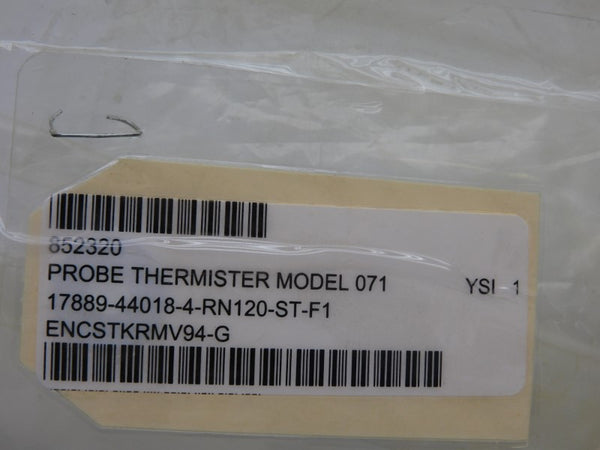 852320
PROBE THERMISTER MODEL 071 YSI - 1
17889-44018-4-RN120-ST-F1
ENCSTKRMV94-G